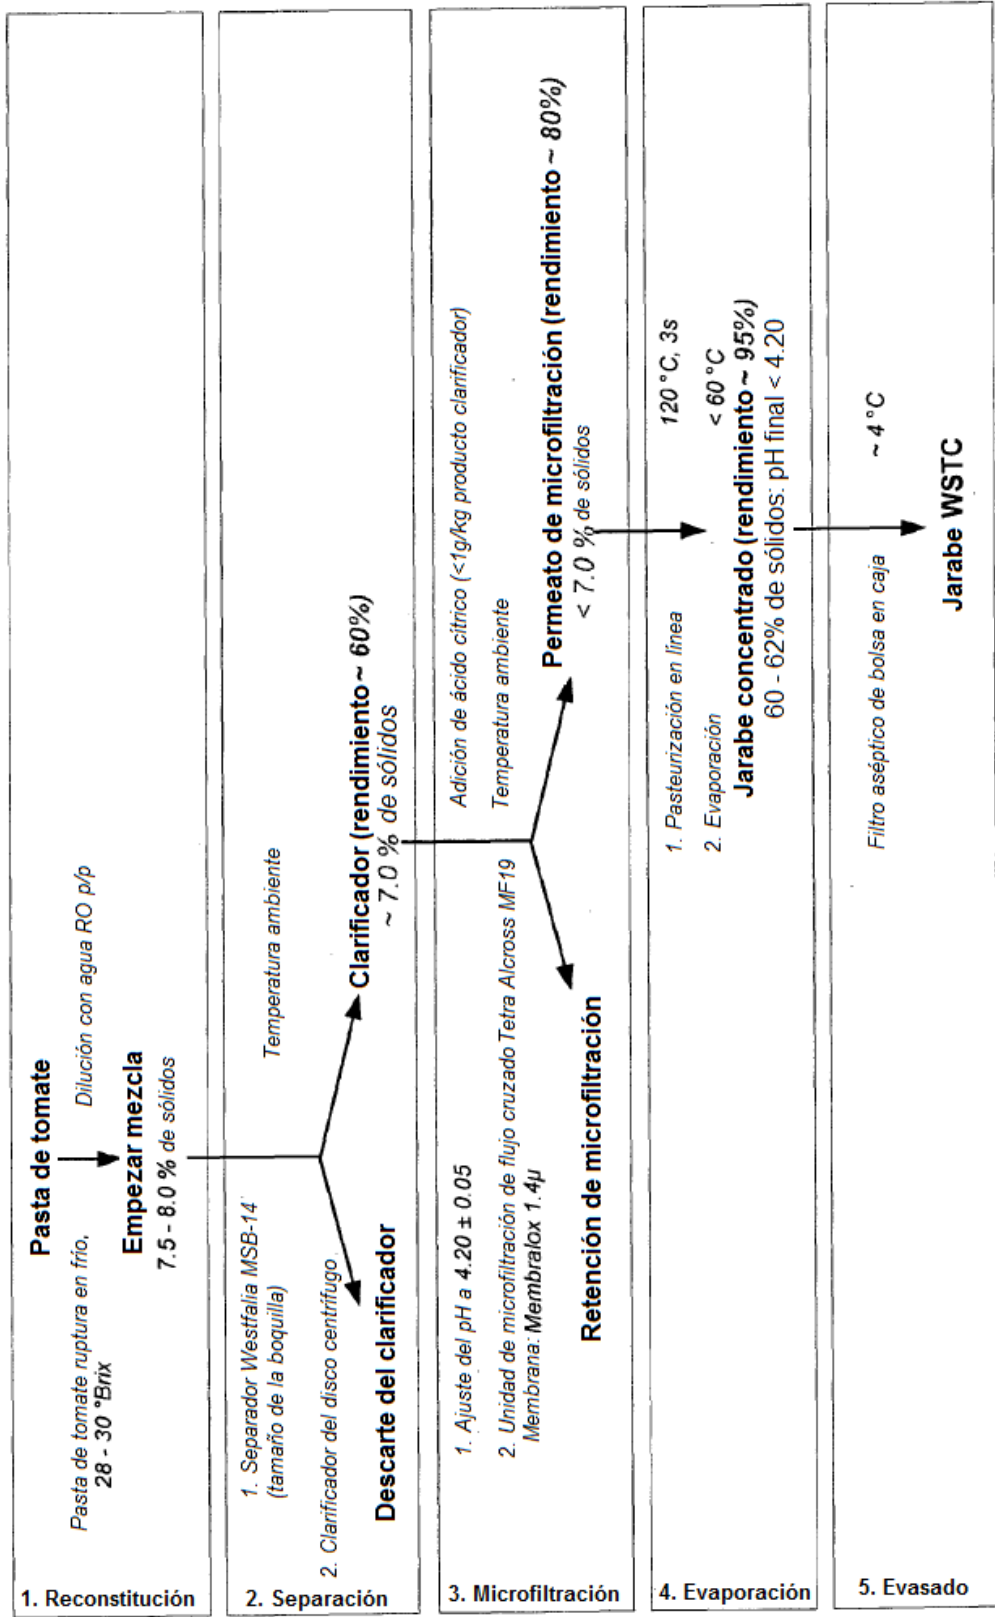 1. Reconstitución
Pasta de tomate
Pasta de tomate ruptura en frío,
28 - 30 °Brix
Dilución con agua RO p/p
Empezar mezcla
7.5 - 8.0 % de sólidos
2. Separación
1. Separador Westfalia MSB-14
(tamaño de la boquilla)
Temperatura ambiente
2. Clarificador del disco centrífugo
Descarte del clarificador
Clarificador (rendimiento ~ 60%)
~ 7.0 % de sólidos
3. Microfiltración
1. Ajuste del pH a 4.20 ± 0.05
Adición de ácido cítrico (<1g/kg producto clarificador)
2. Unidad de microfiltración de flujo cruzado Tetra Alcross MF19
Membrana: Membralox 1.4µ
Temperatura ambiente
Retención de microfiltración
Permeato de microfiltración (rendimiento ~ 80%)
< 7.0 % de sólidos
4. Evaporación
1. Pasteurización en línea
120 °C, 3s
2. Evaporación
< 60 °C
Jarabe concentrado (rendimiento ~ 95%)
60 - 62% de sólidos: pH final < 4.20
5. Evasado
Filtro aséptico de bolsa en caja
~ 4 °C
Jarabe WSTC